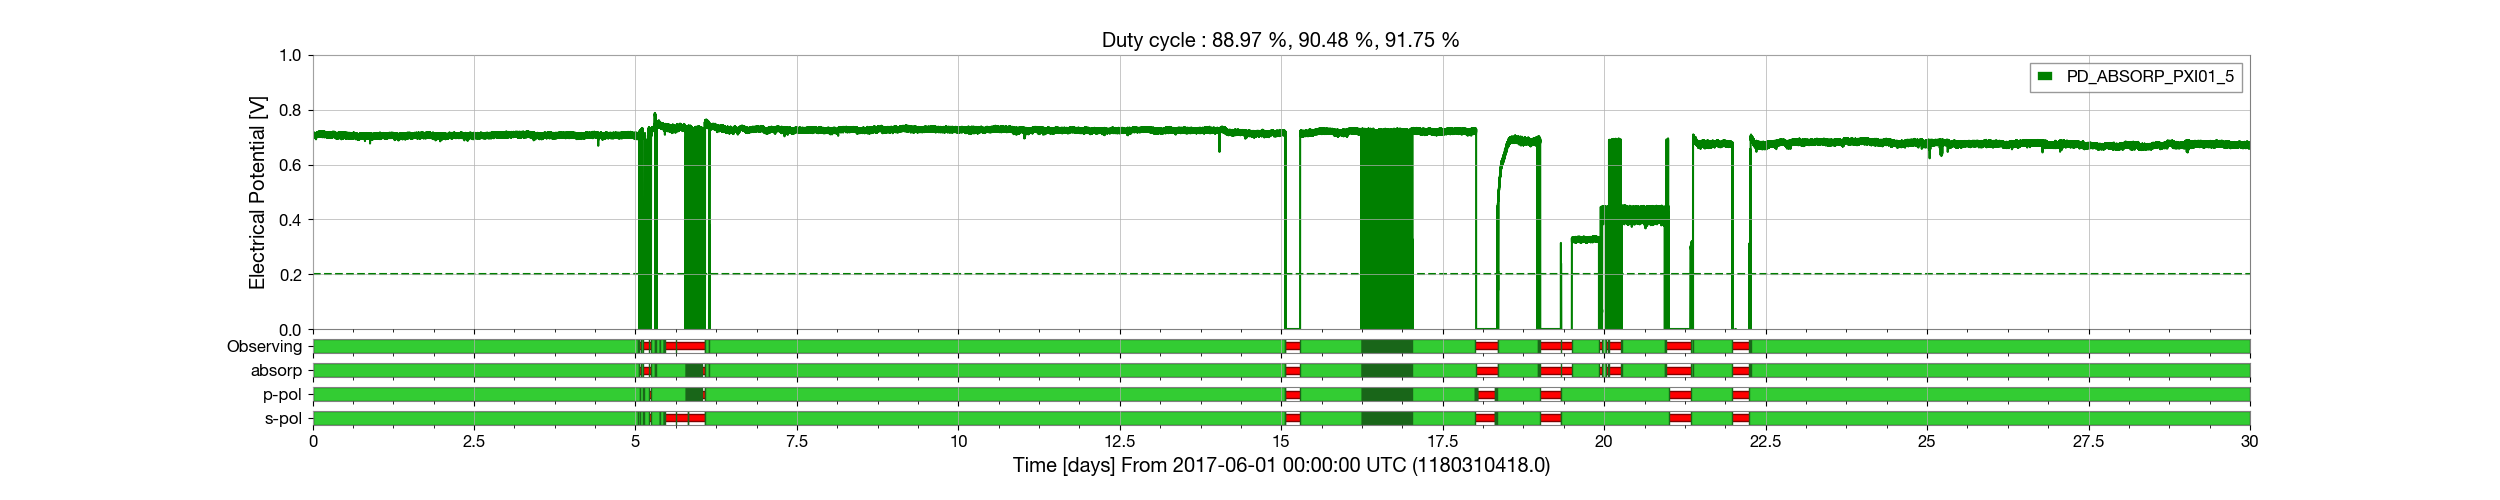 Duty cycle : 88.97 %, 90.48 %, 91.75 %
1.0
0.8
0.6
0.4
0.2
0.0
Electrical Potential [V]
PD_ABSORP_PXI01_5
Observing
absorp
p-pol
s-pol
0 2.5 5 7.5 10 12.5 15 17.5 20 22.5 25 27.5 30
Time [days] From 2017-06-01 00:00:00 UTC (1180310418.0)